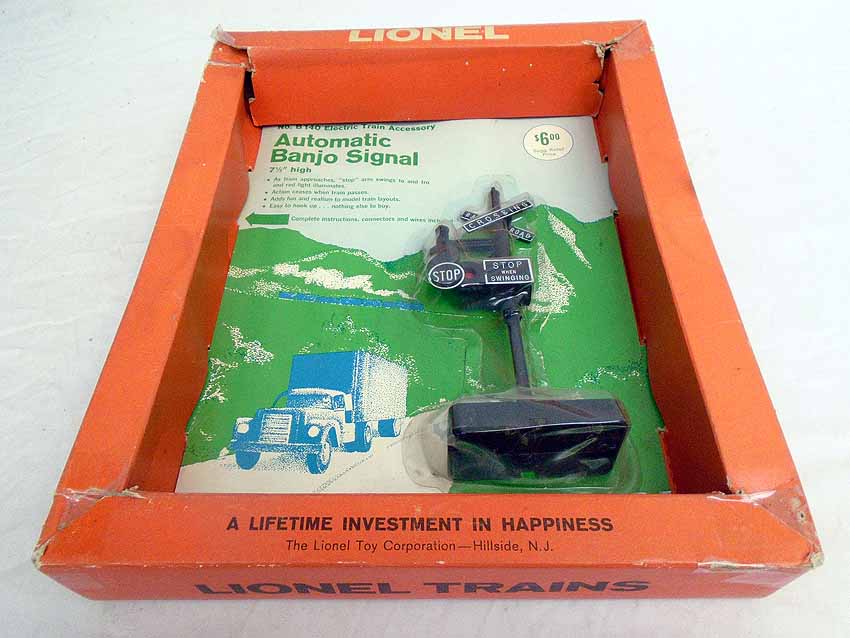 LIONEL
No. B140 Electric Train Accessory
Automatic
Banjo Signal
7½" high
$6.00
Sugg. Retail
Price
• As train approaches, "stop" arm swings to and fro
and red light illuminates.
• Action ceases when train passes.
• Adds fun and realism to model train layouts.
• Easy to hook up . . . nothing else to buy.
Complete instructions, connectors and wires
CROSSING
ROAD
STOP
STOP
WHEN
SWINGING
A LIFETIME INVESTMENT IN HAPPINESS
The Lionel Toy Corporation—Hillside, N.J.
LIONEL TRAINS